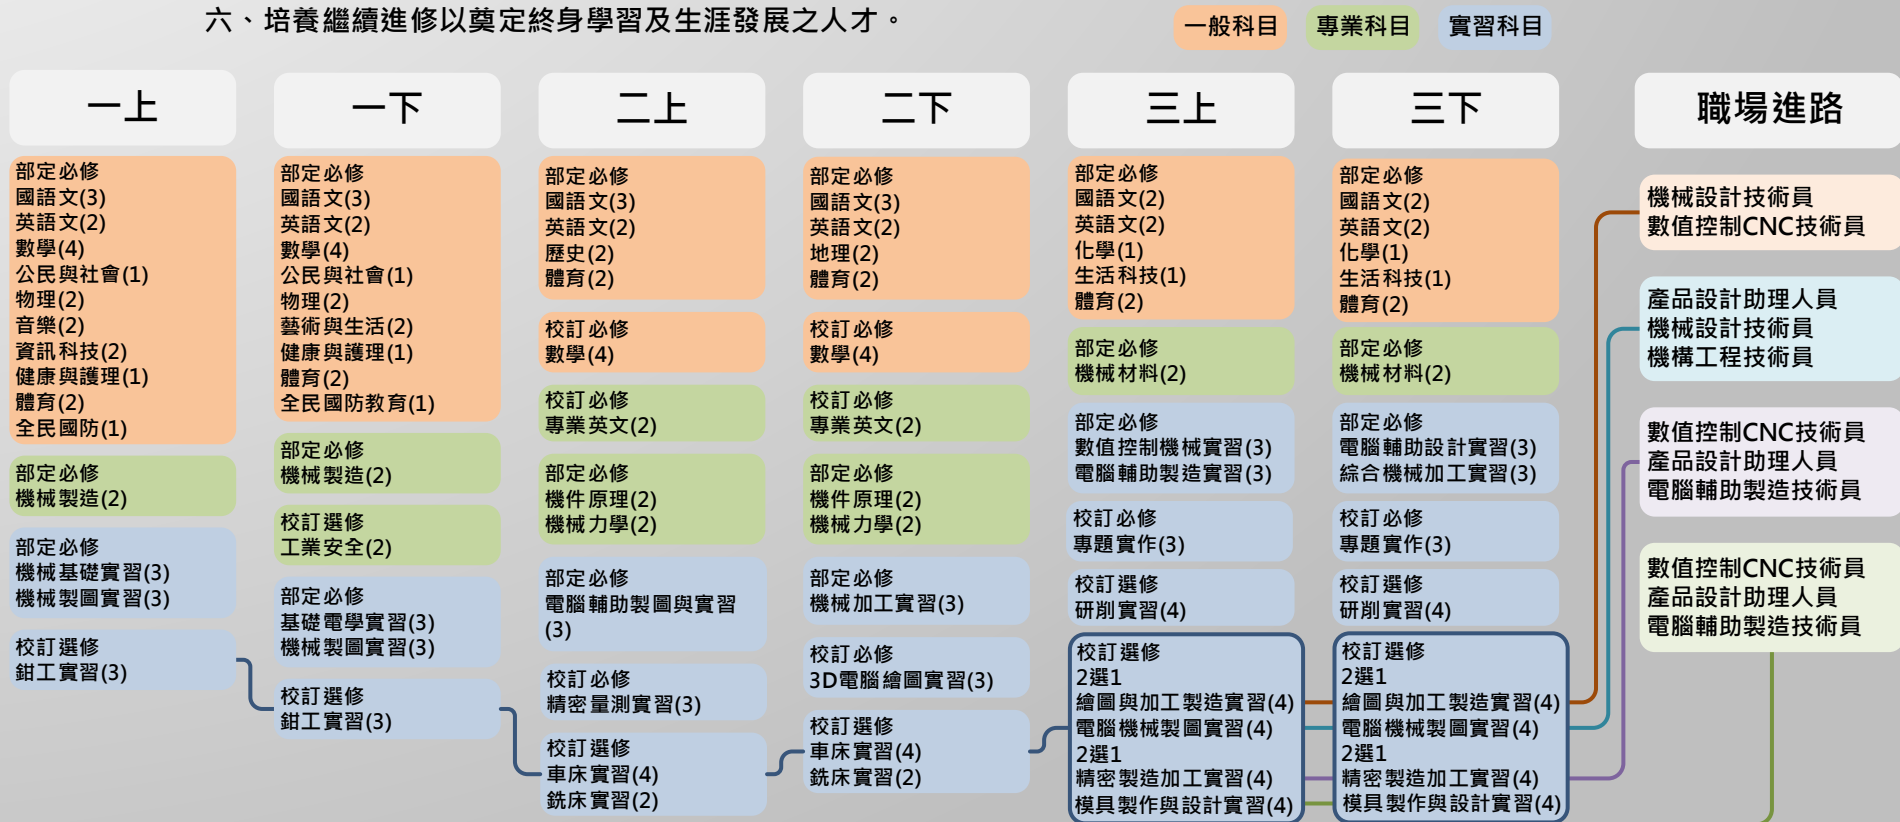 六、培養繼續進修以奠定終身學習及生涯發展之人才。
一般科目
專業科目
實習科目
一上
部定必修
國語文(3)
英語文(2)
數學(4)
公民與社會(1)
物理(2)
音樂(2)
資訊科技(2)
健康與護理(1)
體育(2)
全民國防(1)
部定必修
機械製造(2)
部定必修
機械基礎實習(3)
機械製圖實習(3)
校訂選修
鉗工實習(3)
一下
部定必修
國語文(3)
英語文(2)
數學(4)
公民與社會(1)
物理(2)
藝術與生活(2)
健康與護理(1)
體育(2)
全民國防教育(1)
部定必修
機械製造(2)
校訂選修
工業安全(2)
部定必修
基礎電學實習(3)
機械製圖實習(3)
校訂選修
鉗工實習(3)
二上
部定必修
國語文(3)
英語文(2)
歷史(2)
體育(2)
校訂必修
數學(4)
校訂必修
專業英文(2)
部定必修
機件原理(2)
機械力學(2)
部定必修
電腦輔助製圖與實習
(3)
校訂必修
精密量測實習(3)
校訂選修
車床實習(4)
銑床實習(2)
二下
部定必修
國語文(3)
英語文(2)
地理(2)
體育(2)
校訂必修
數學(4)
校訂必修
專業英文(2)
部定必修
機件原理(2)
機械力學(2)
部定必修
機械加工實習(3)
校訂必修
3D電腦繪圖實習(3)
校訂選修
車床實習(4)
銑床實習(2)
三上
部定必修
國語文(2)
英語文(2)
化學(1)
生活科技(1)
體育(2)
部定必修
機械材料(2)
部定必修
數值控制機械實習(3)
電腦輔助製造實習(3)
校訂必修
專題實作(3)
校訂選修
研削實習(4)
校訂選修
2選1
繪圖與加工製造實習(4)
電腦機械製圖實習(4)
2選1
精密製造加工實習(4)
模具製作與設計實習(4)
三下
部定必修
國語文(2)
英語文(2)
化學(1)
生活科技(1)
體育(2)
部定必修
機械材料(2)
部定必修
電腦輔助設計實習(3)
綜合機械加工實習(3)
校訂必修
專題實作(3)
校訂選修
研削實習(4)
校訂選修
2選1
繪圖與加工製造實習(4)
電腦機械製圖實習(4)
2選1
精密製造加工實習(4)
模具製作與設計實習(4)
職場進路
機械設計技術員
數值控制CNC技術員
產品設計助理人員
機械設計技術員
機構工程技術員
數值控制CNC技術員
產品設計助理人員
電腦輔助製造技術員
數值控制CNC技術員
產品設計助理人員
電腦輔助製造技術員